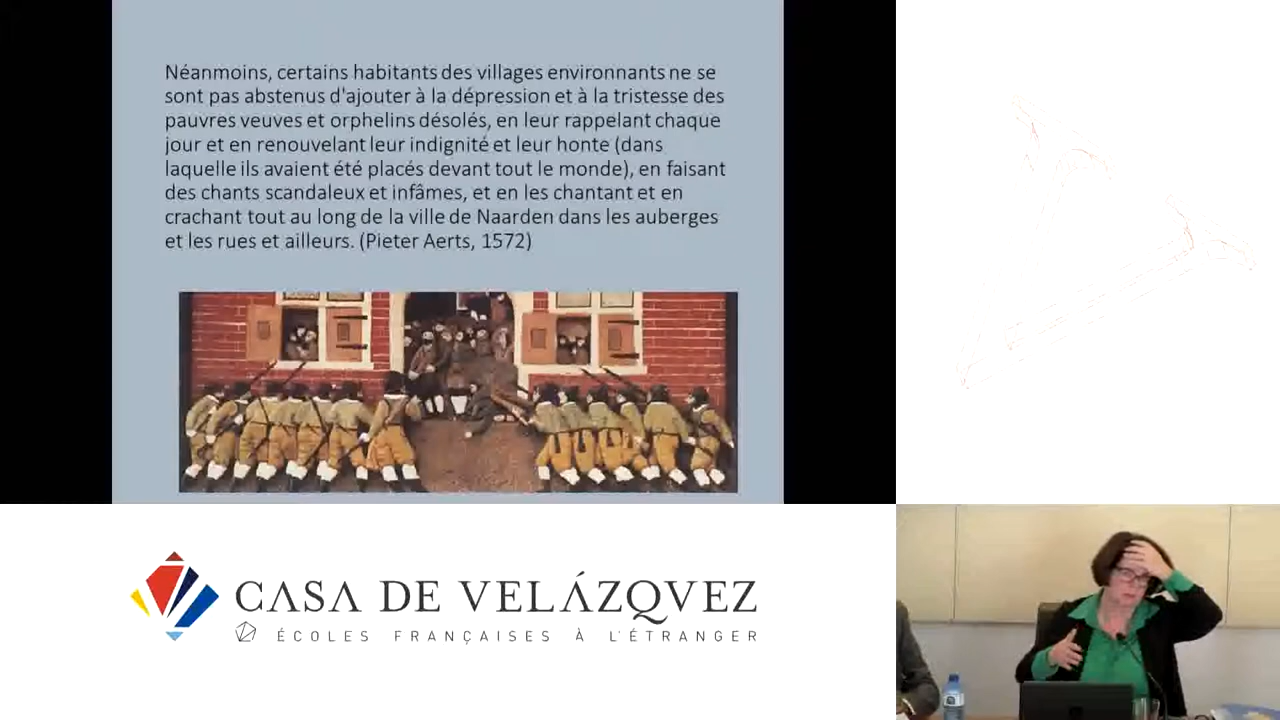 Néanmoins, certains habitants des villages environnants ne se
sont pas abstenus d'ajouter à la dépression et à la tristesse des
pauvres veuves et orphelins désolés, en leur rappelant chaque
jour et en renouvelant leur indignité et leur honte (dans
laquelle ils avaient été placés devant tout le monde), en faisant
des chants scandaleux et infâmes, et en les chantant et en
crachant tout au long de la ville de Naarden dans les auberges
et les rues et ailleurs. (Pieter Aerts, 1572)
CASA DE VELÁZQVEZ
ÉCOLES FRANÇAISES À L'ÉTRANGER